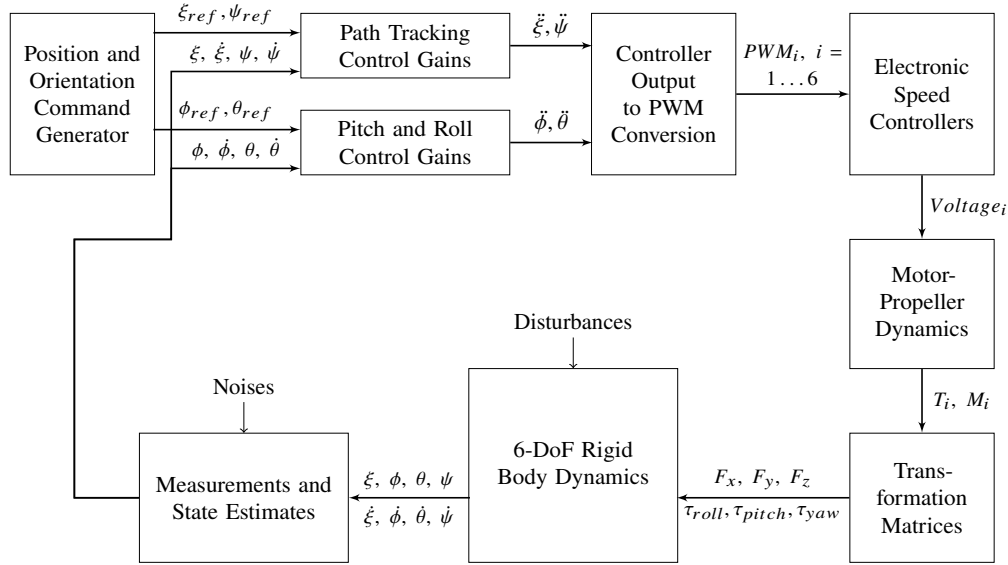 Position and
Orientation
Command
Generator
ξ_ref, ψ_ref
ξ, ξ̇, ψ, ψ̇
ϕ_ref, θ_ref
ϕ, ϕ̇, θ, θ̇
Path Tracking
Control Gains
Pitch and Roll
Control Gains
ξ̈, ψ̈
ϕ̈, θ̈
Controller
Output
to PWM
Conversion
PWM_i, i =
1 … 6
Electronic
Speed
Controllers
Voltage_i
Motor-
Propeller
Dynamics
T_i, M_i
Trans-
formation
Matrices
F_x, F_y, F_z
τ_roll, τ_pitch, τ_yaw
Disturbances
6-DoF Rigid
Body Dynamics
ξ, ϕ, θ, ψ
ξ̇, ϕ̇, θ̇, ψ̇
Noises
Measurements and
State Estimates